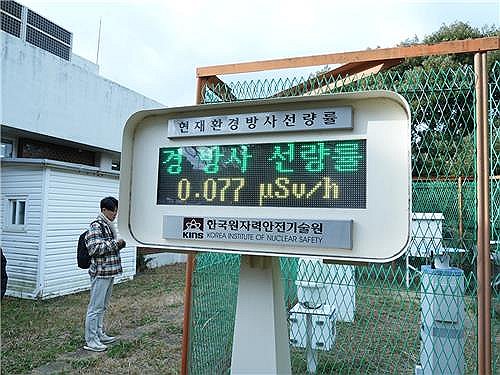 현재환경방사선량률
경 방사 선량률
0.077 μSv/h
KINS 한국원자력안전기술원
KOREA INSTITUTE OF NUCLEAR SAFETY